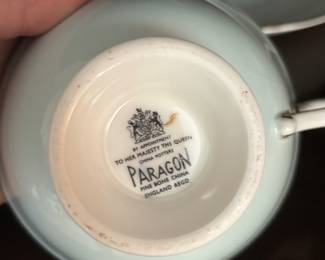 BY APPOINTMENT
TO HER MAJESTY THE QUEEN
CHINA POTTERS
PARAGON
FINE BONE CHINA
ENGLAND REGD